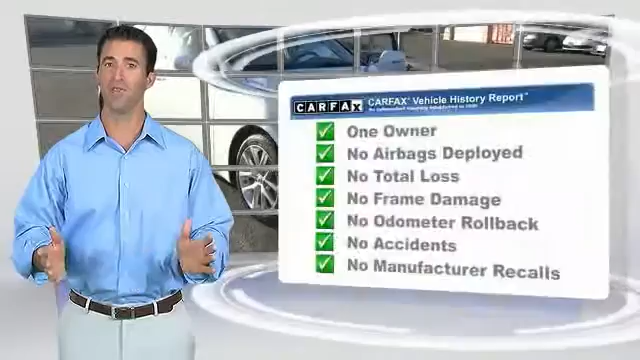 CARFAX CARFAX Vehicle History Report™
One Owner
No Airbags Deployed
No Total Loss
No Frame Damage
No Odometer Rollback
No Accidents
No Manufacturer Recalls